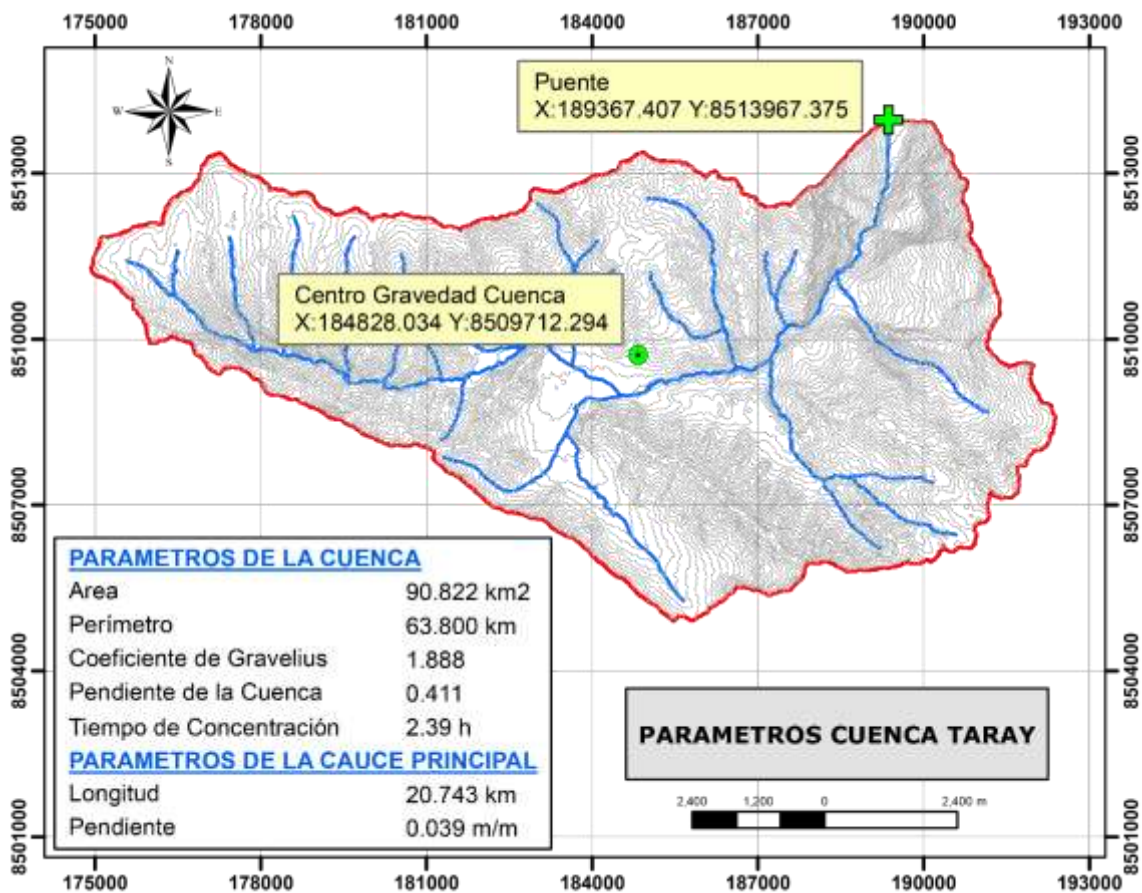 175000 178000 181000 184000 187000 190000 193000
N
W E
S
Puente
X:189367.407 Y:8513967.375
8513000 8513000
Centro Gravedad Cuenca
X:184828.034 Y:8509712.294
8510000 8510000
8507000 8507000
PARAMETROS DE LA CUENCA
Area 90.822 km2
Perímetro 63.800 km
Coeficiente de Gravelius 1.888
Pendiente de la Cuenca 0.411
Tiempo de Concentración 2.39 h
PARAMETROS DE LA CAUCE PRINCIPAL
Longitud 20.743 km
Pendiente 0.039 m/m
8504000 8504000
PARAMETROS CUENCA TARAY
2,400 1,200 0 2,400 m
8501000 8501000
175000 178000 181000 184000 187000 190000 193000